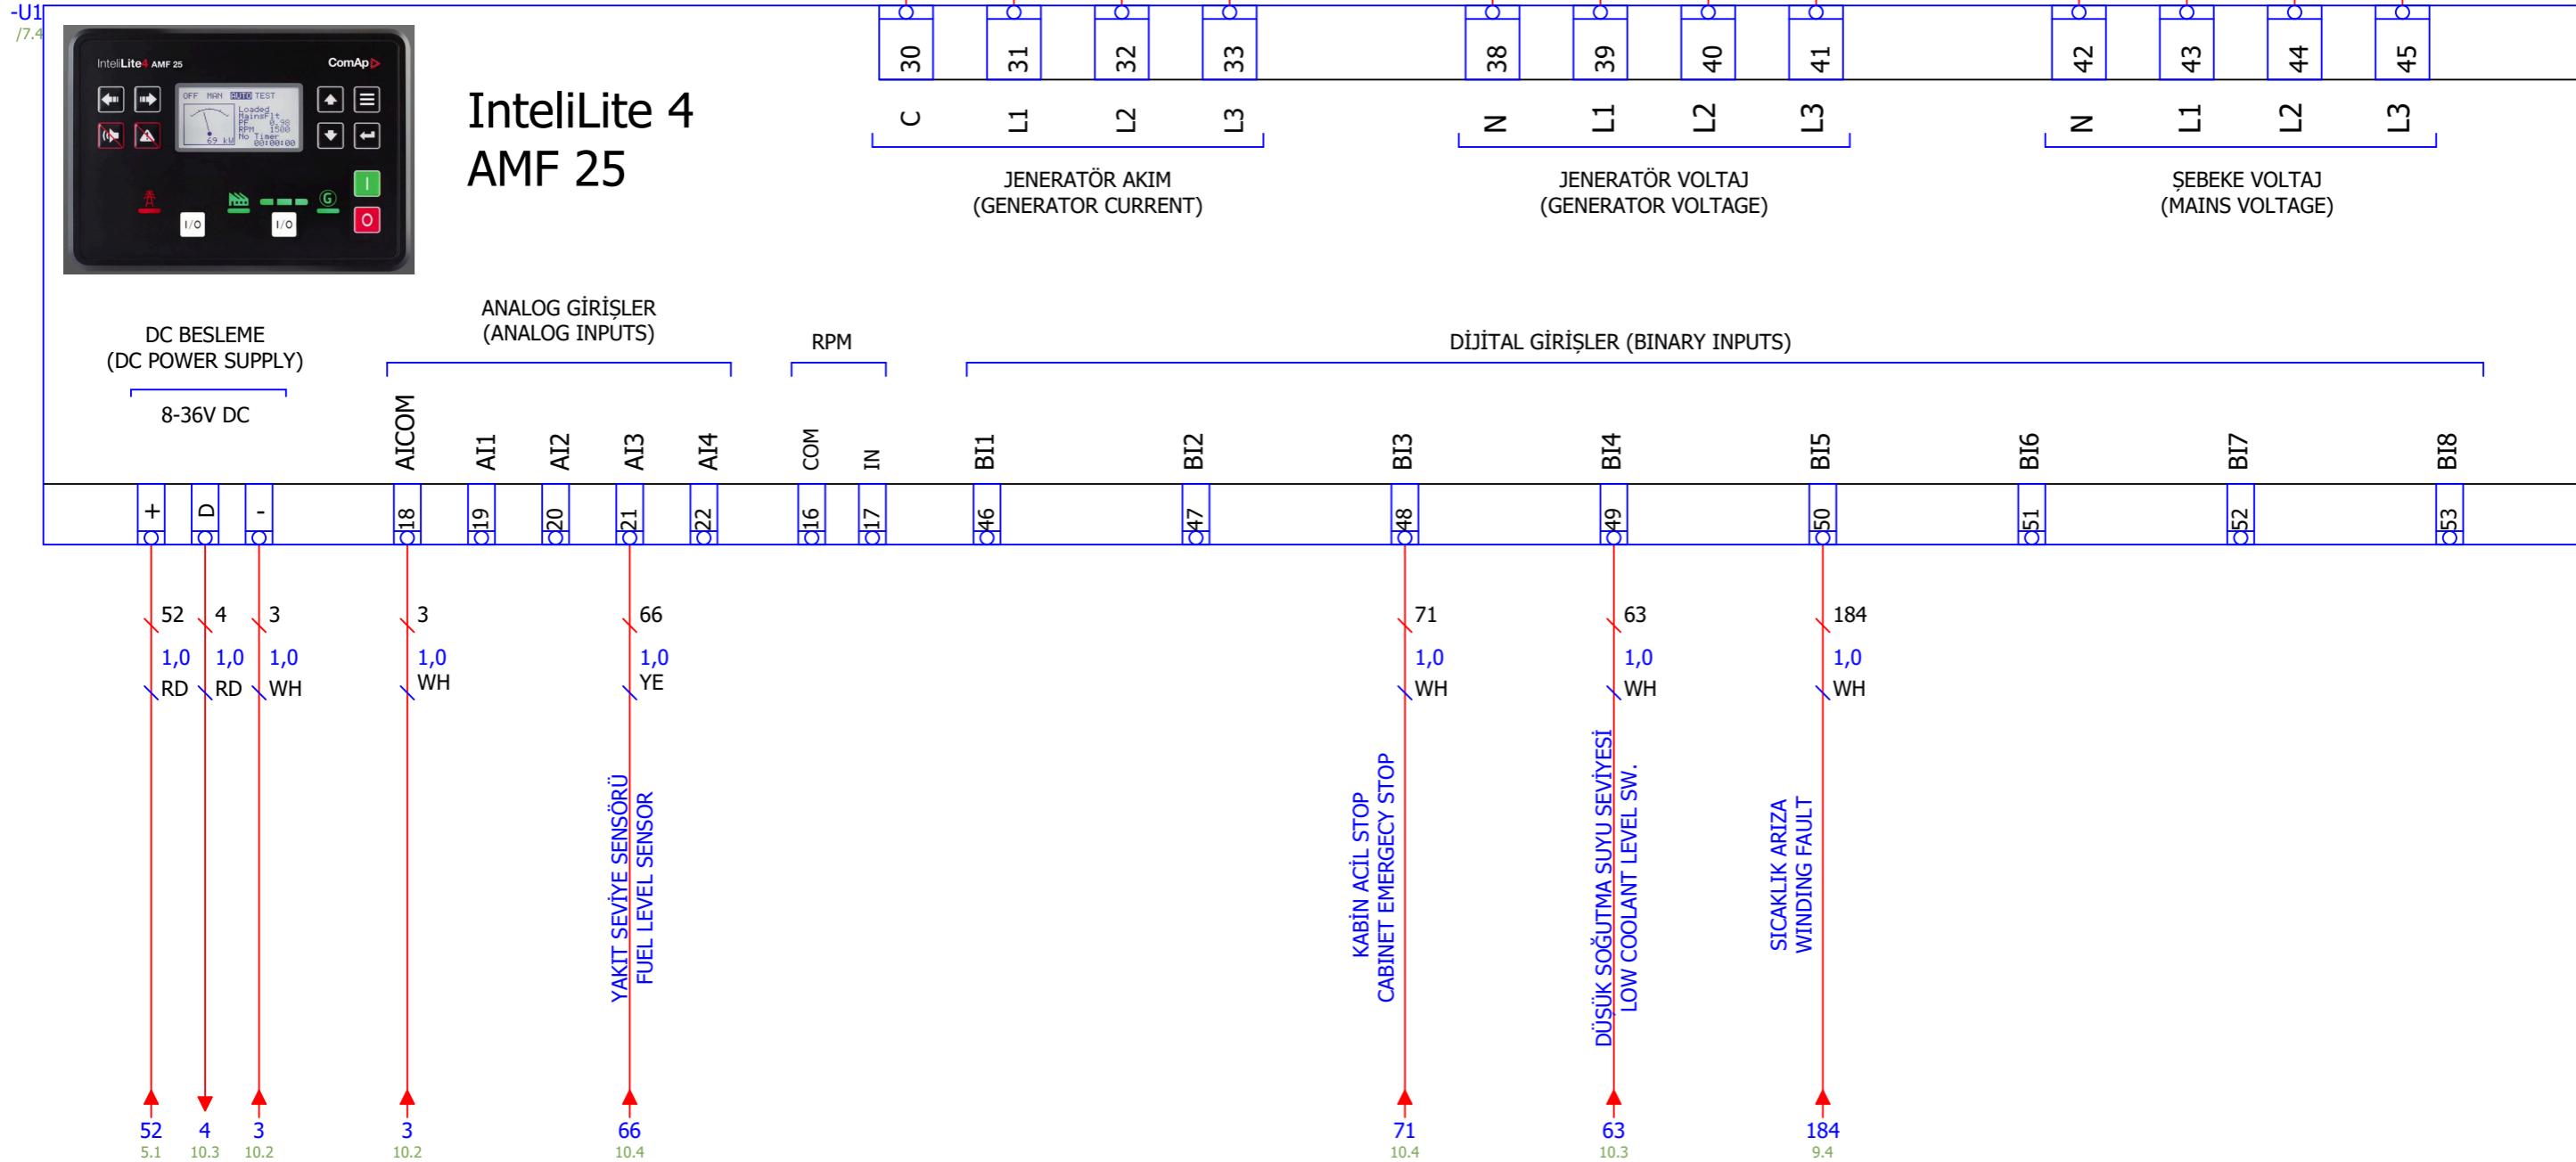 -U1
/7.4
InteliLite4 AMF 25
ComAp
OFF MAN AUTO TEST
Loaded
MainsFlt
PF 0.98
RPM 1500
No Timer
69 kW 00:00:00
I
O
G
I/O
I/O
InteliLite 4
AMF 25
30 31 32 33 38 39 40 41 42 43 44 45
C L1 L2 L3 N L1 L2 L3 N L1 L2 L3
JENERATÖR AKIM
(GENERATOR CURRENT)
JENERATÖR VOLTAJ
(GENERATOR VOLTAGE)
ŞEBEKE VOLTAJ
(MAINS VOLTAGE)
DC BESLEME
(DC POWER SUPPLY)
8-36V DC
ANALOG GİRİŞLER
(ANALOG INPUTS)
RPM
DİJİTAL GİRİŞLER (BINARY INPUTS)
AICOM AI1 AI2 AI3 AI4 COM IN BI1 BI2 BI3 BI4 BI5 BI6 BI7 BI8
+ D - 18 19 20 21 22 16 17 46 47 48 49 50 51 52 53
52 4 3 3 66 71 63 184
1,0 1,0 1,0 1,0 1,0 1,0 1,0 1,0
RD RD WH WH YE WH WH WH
YAKIT SEVİYE SENSÖRÜ
FUEL LEVEL SENSOR
KABİN ACİL STOP
CABINET EMERGECY STOP
DÜŞÜK SOĞUTMA SUYU SEVİYESİ
LOW COOLANT LEVEL SW.
SICAKLIK ARIZA
WINDING FAULT
52 4 3 3 66 71 63 184
5.1 10.3 10.2 10.2 10.4 10.4 10.3 9.4